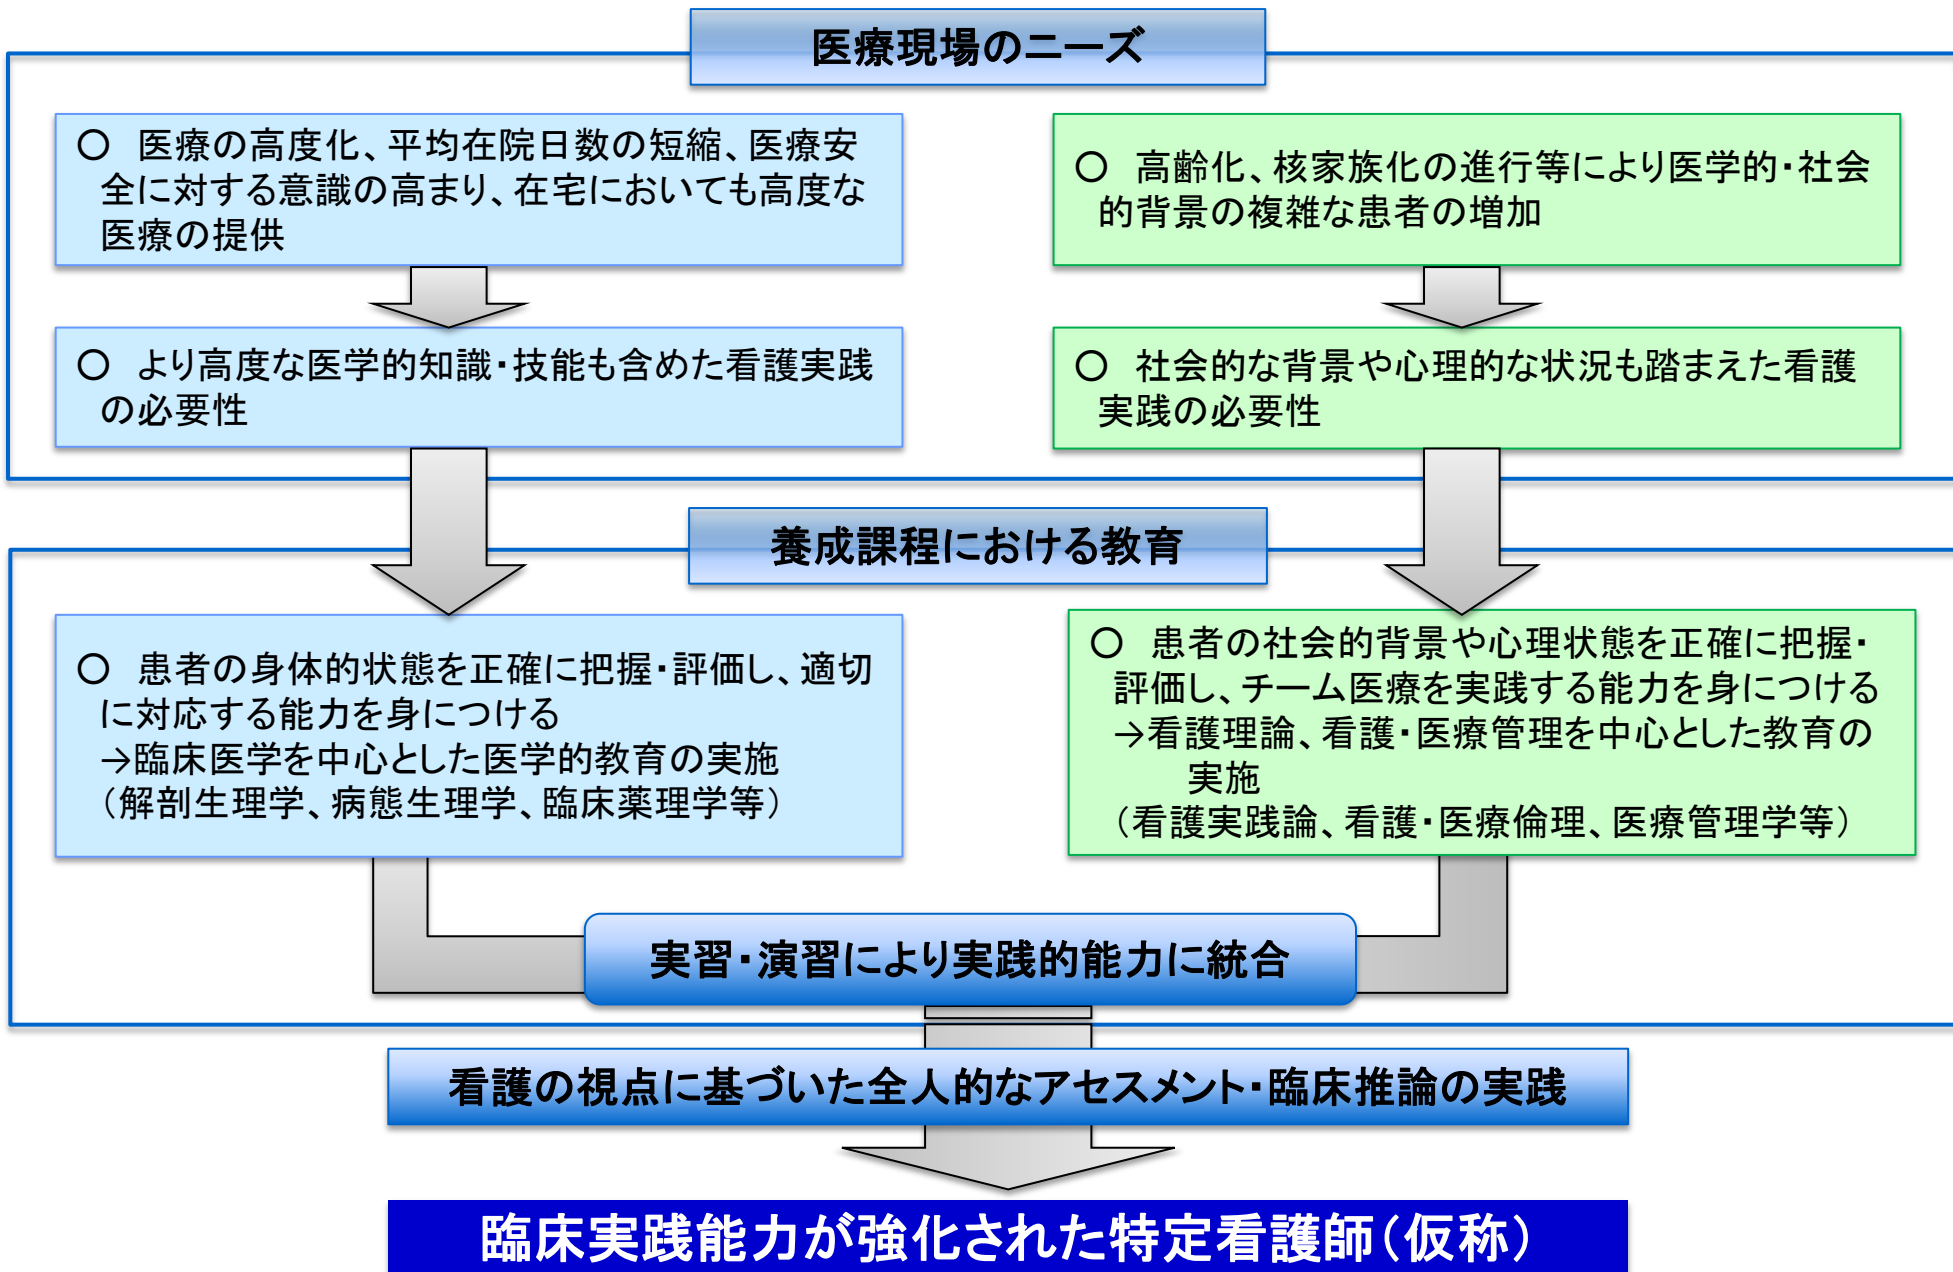 医療現場のニーズ
○ 医療の高度化、平均在院日数の短縮、医療安
全に対する意識の高まり、在宅においても高度な
医療の提供
○ 高齢化、核家族化の進行等により医学的・社会
的背景の複雑な患者の増加
○ より高度な医学的知識・技能も含めた看護実践
の必要性
○ 社会的な背景や心理的な状況も踏まえた看護
実践の必要性
養成課程における教育
○ 患者の身体的状態を正確に把握・評価し、適切
に対応する能力を身につける
→臨床医学を中心とした医学的教育の実施
（解剖生理学、病態生理学、臨床薬理学等）
○ 患者の社会的背景や心理状態を正確に把握・
評価し、チーム医療を実践する能力を身につける
→看護理論、看護・医療管理を中心とした教育の
実施
（看護実践論、看護・医療倫理、医療管理学等）
実習・演習により実践的能力に統合
看護の視点に基づいた全人的なアセスメント・臨床推論の実践
臨床実践能力が強化された特定看護師（仮称）